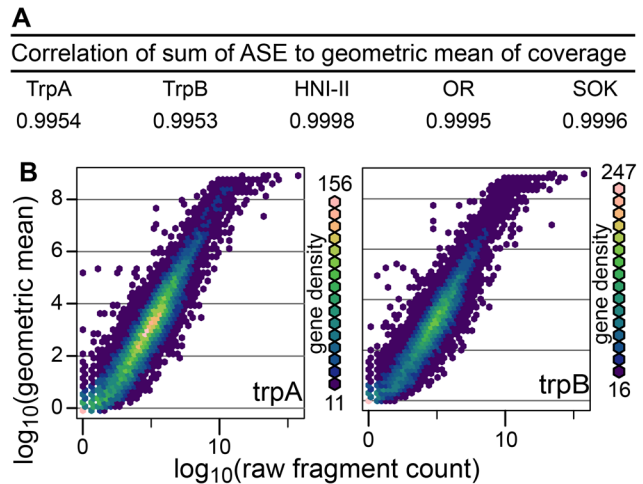 A
Correlation of sum of ASE to geometric mean of coverage
TrpA TrpB HNI-II OR SOK
0.9954 0.9953 0.9998 0.9995 0.9996
B
log10(geometric mean)
8
6
4
2
0
156
gene density
11
trpA
0 10
247
gene density
16
trpB
0 10
log10(raw fragment count)